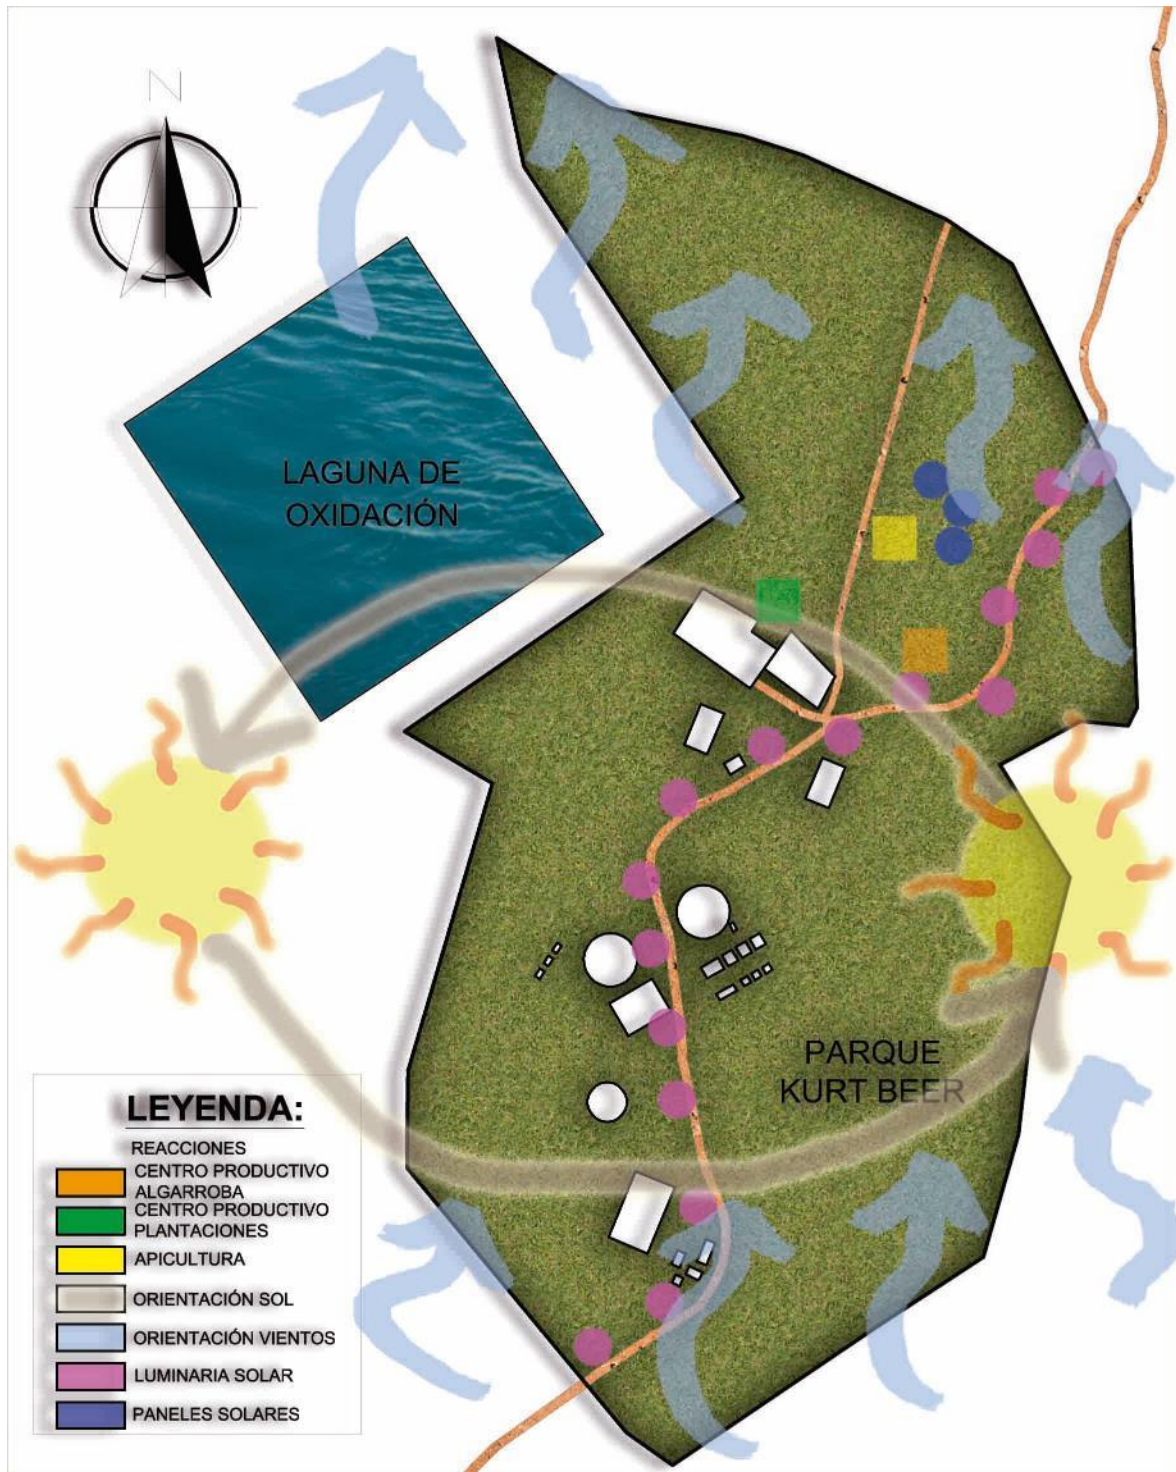 N
LAGUNA DE
OXIDACIÓN
PARQUE
KURT BEER
LEYENDA:
REACCIONES
CENTRO PRODUCTIVO
ALGARROBA
CENTRO PRODUCTIVO
PLANTACIONES
APICULTURA
ORIENTACIÓN SOL
ORIENTACIÓN VIENTOS
LUMINARIA SOLAR
PANELES SOLARES